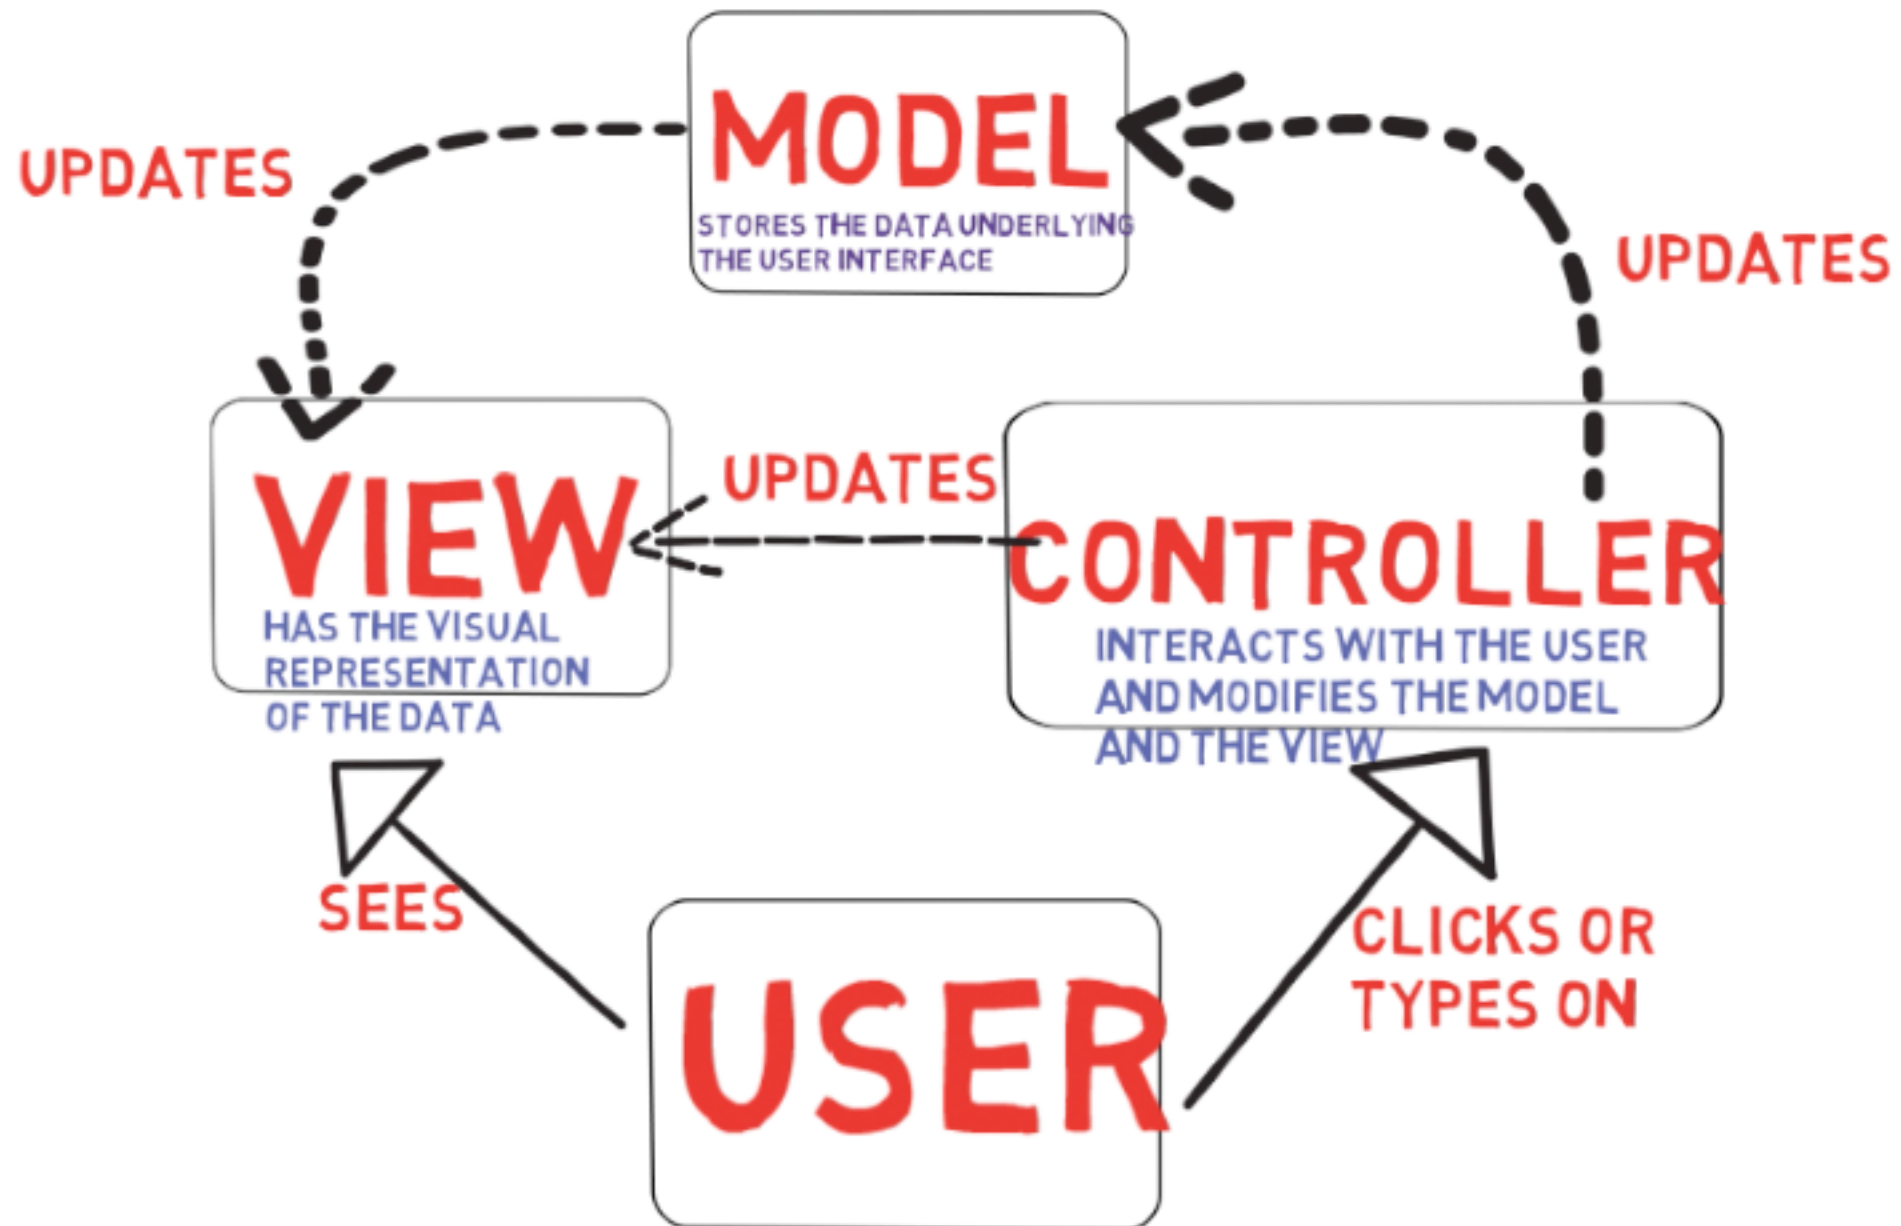 MODEL
STORES THE DATA UNDERLYING
THE USER INTERFACE
UPDATES
UPDATES
VIEW
HAS THE VISUAL
REPRESENTATION
OF THE DATA
UPDATES
CONTROLLER
INTERACTS WITH THE USER
AND MODIFIES THE MODEL
AND THE VIEW
SEES
USER
CLICKS OR
TYPES ON